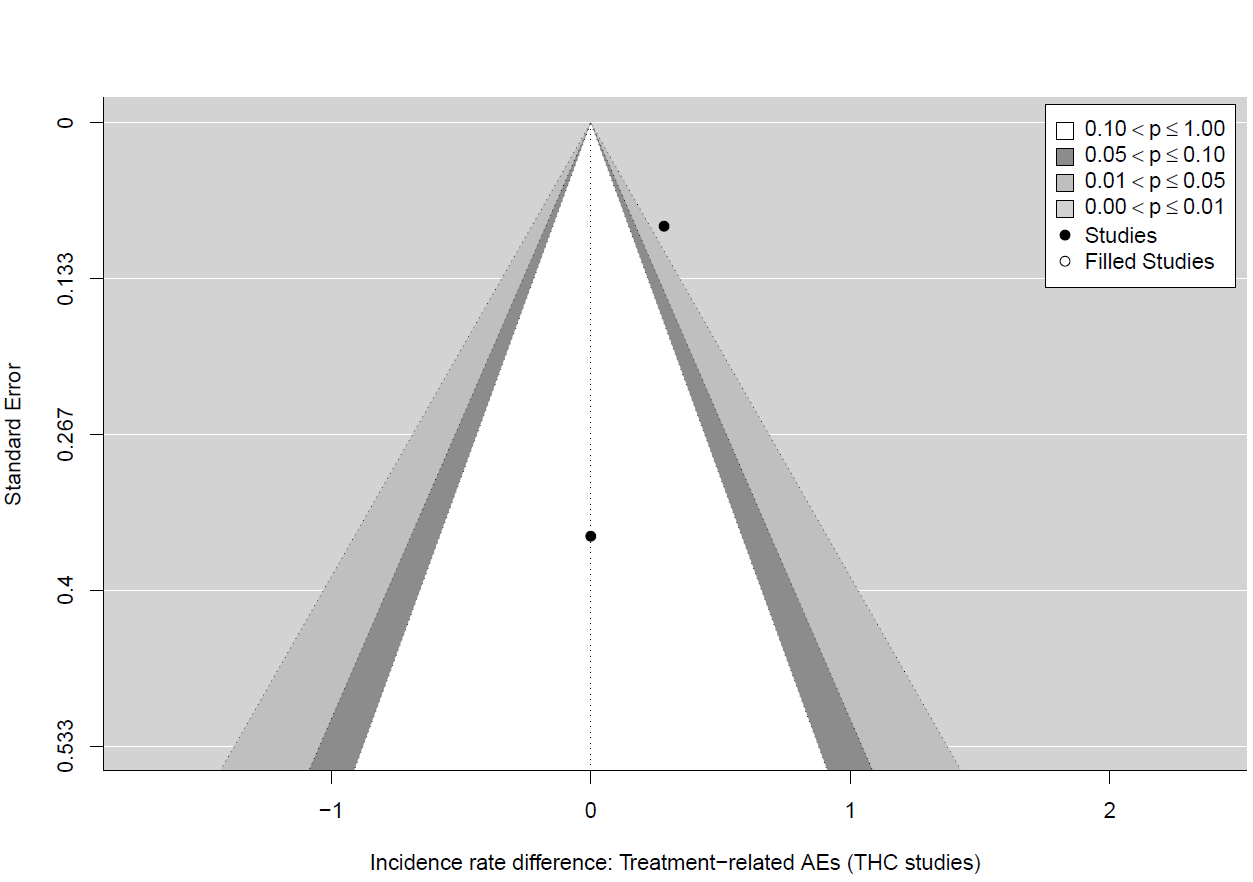 0.10 < p ≤ 1.00
0.05 < p ≤ 0.10
0.01 < p ≤ 0.05
0.00 < p ≤ 0.01
Studies
Filled Studies
Standard Error
0
0.133
0.267
0.4
0.533
−1
0
1
2
Incidence rate difference: Treatment−related AEs (THC studies)